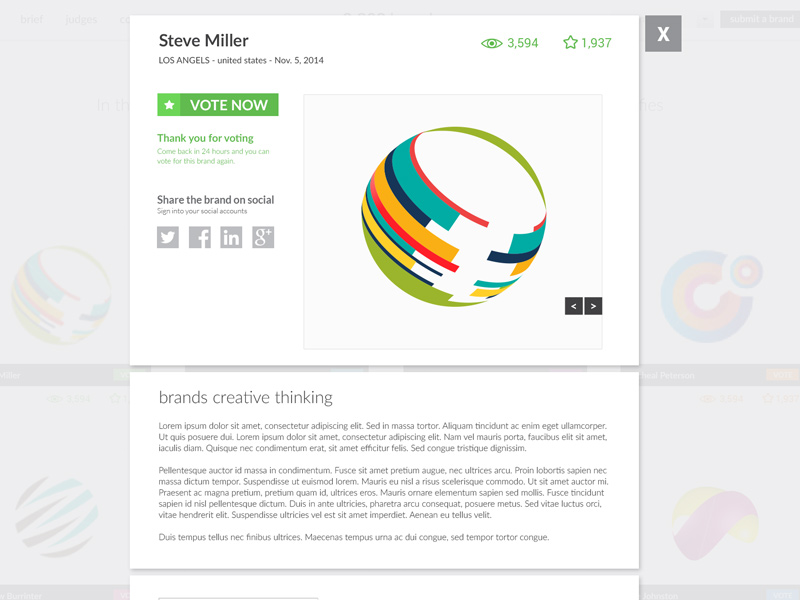 brief
judges
submit a brand
X
Steve Miller
3,594
1,937
LOS ANGELS - united states - Nov. 5, 2014
VOTE NOW
Thank you for voting
Come back in 24 hours and you can
vote for this brand again.
Share the brand on social
Sign into your social accounts
in
g+
< >
brands creative thinking
Lorem ipsum dolor sit amet, consectetur adipiscing elit. Sed in massa tortor. Aliquam tincidunt ac enim eget ullamcorper.
Ut quis posuere dui. Lorem ipsum dolor sit amet, consectetur adipiscing elit. Nam vel mauris porta, faucibus elit sit amet,
iaculis diam. Quisque nec condimentum erat, sit amet efficitur felis. Sed congue tristique dignissim.
Pellentesque auctor id massa in condimentum. Fusce sit amet pretium augue, nec ultrices arcu. Proin lobortis sapien nec
massa dictum tempor. Suspendisse ut euismod lorem. Mauris eu nisl a risus scelerisque commodo. Ut sit amet auctor mi.
Praesent ac magna pretium, pretium quam id, ultrices eros. Mauris ornare elementum sapien sed mollis. Fusce tincidunt
sapien id nisl pellentesque dictum. Duis in ante ultricies, pharetra arcu consequat, posuere metus. Sed vitae luctus orci,
vitae hendrerit elit. Suspendisse ultricies vel est sit amet imperdiet. Aenean eu tellus velit.
Duis tempus tellus nec finibus ultrices. Maecenas tempus urna ac dui congue, sed tempor tortor congue.